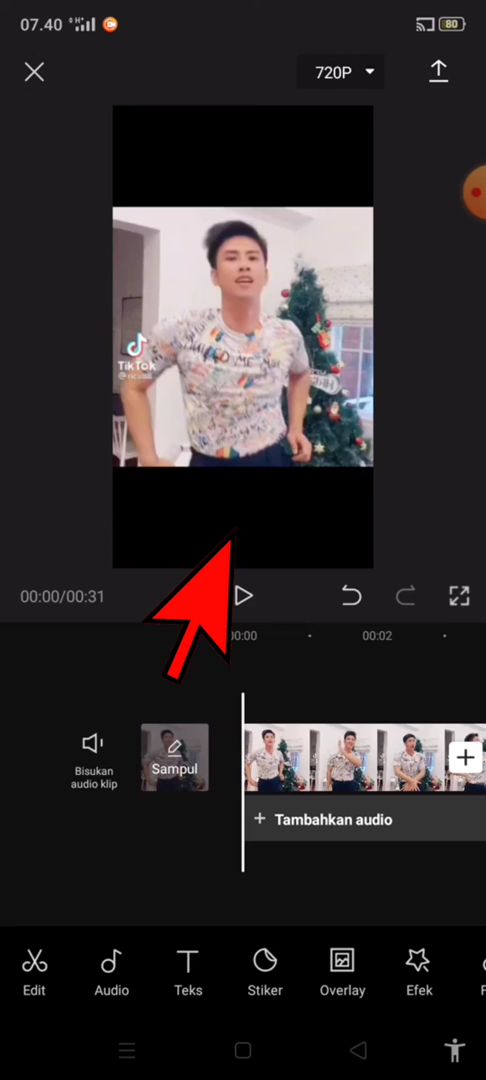 07.40
80
720P
TikTok
00:00/00:31
00:00
00:02
Bisukan
audio klip
Sampul
+ Tambahkan audio
Edit
Audio
Teks
Stiker
Overlay
Efek